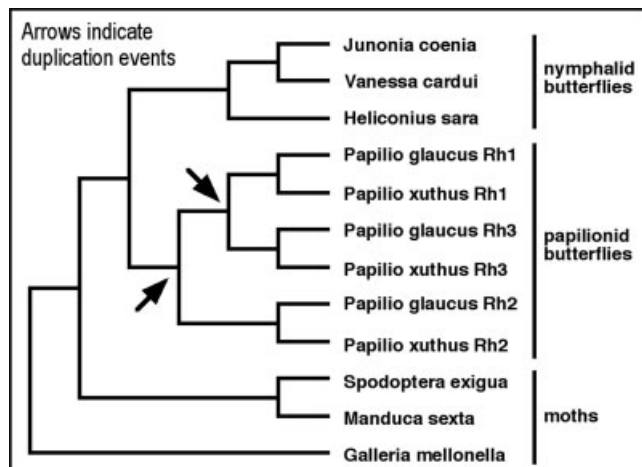 Arrows indicate
duplication events
Junonia coenia
Vanessa cardui
Heliconius sara
nymphalid
butterflies
Papilio glaucus Rh1
Papilio xuthus Rh1
Papilio glaucus Rh3
Papilio xuthus Rh3
Papilio glaucus Rh2
Papilio xuthus Rh2
papilionid
butterflies
Spodoptera exigua
Manduca sexta
Galleria mellonella
moths